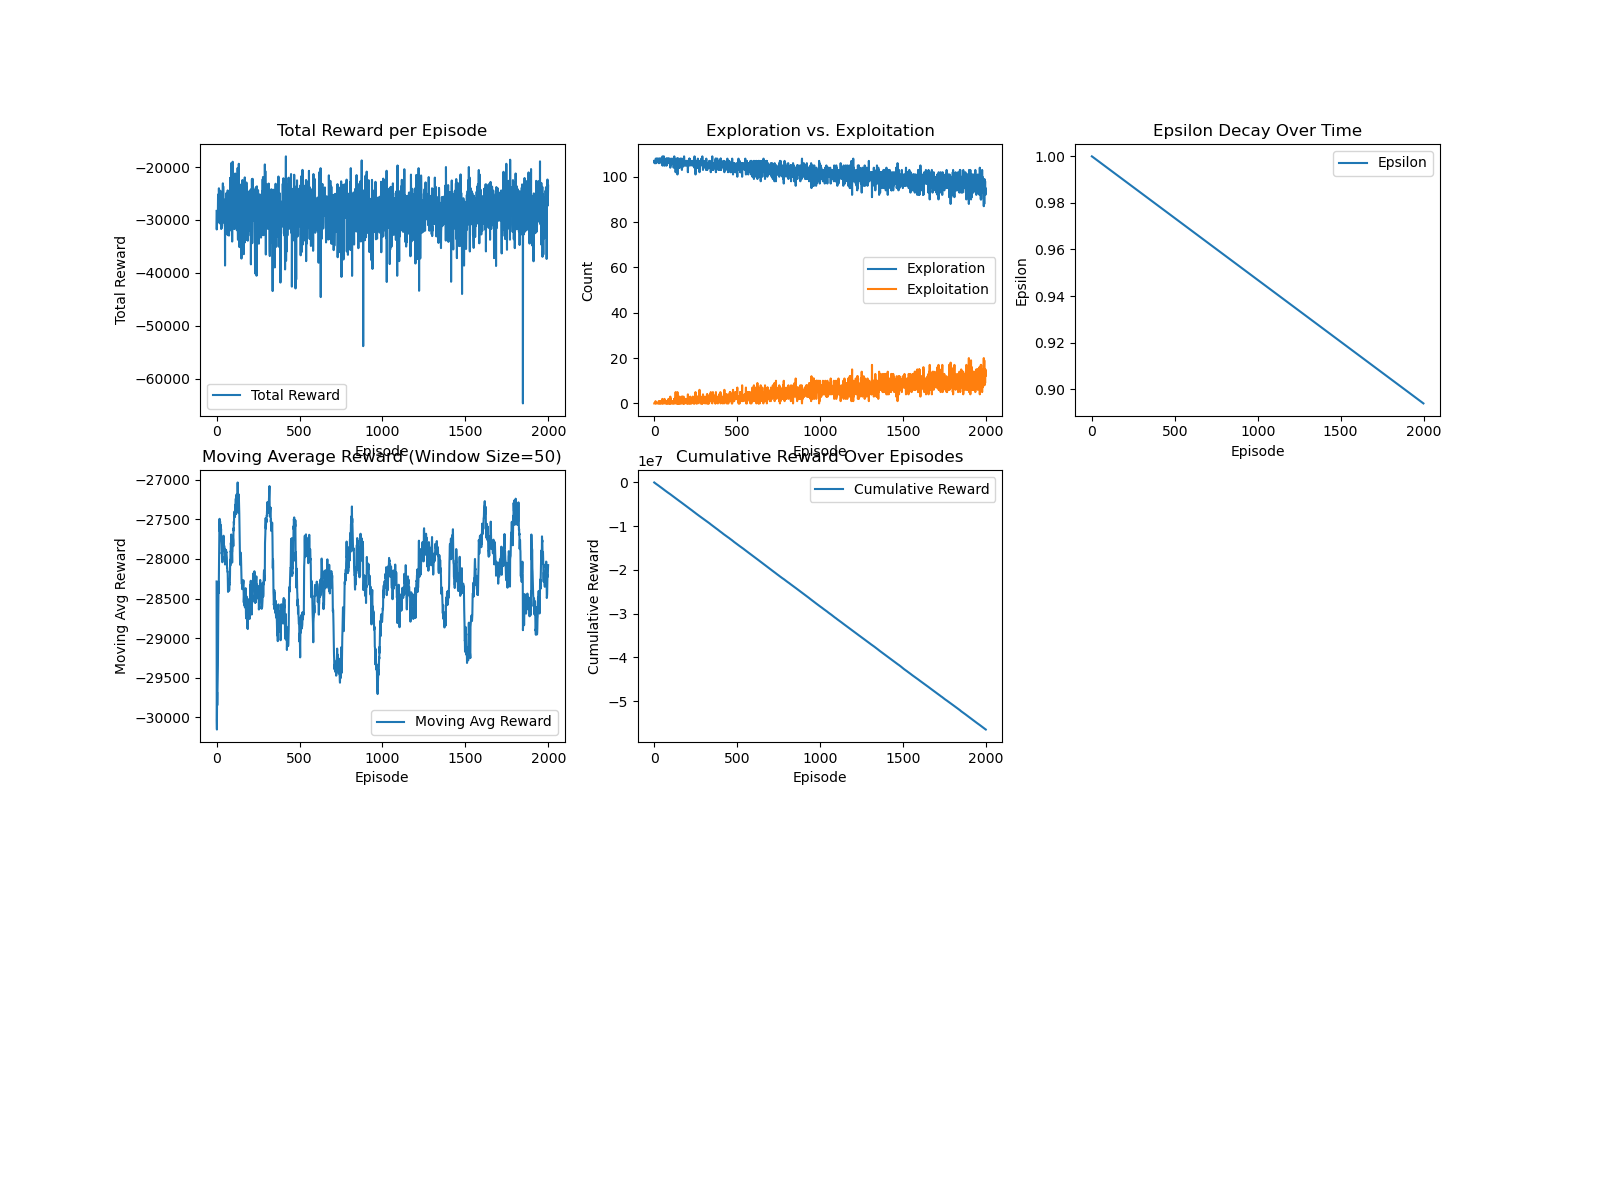 Total Reward per Episode
−20000
−30000
−40000
−50000
−60000
Total Reward
Total Reward
0
500
1000
1500
2000
Episode
Exploration vs. Exploitation
100
80
60
40
20
0
Count
Exploration
Exploitation
0
500
1000
1500
2000
Episode
Epsilon Decay Over Time
1.00
0.98
0.96
0.94
0.92
0.90
Epsilon
Epsilon
0
500
1000
1500
2000
Episode
Moving Average Reward (Window Size=50)
−27000
−27500
−28000
−28500
−29000
−29500
−30000
Moving Avg Reward
Moving Avg Reward
0
500
1000
1500
2000
Episode
Cumulative Reward Over Episodes
1e7
0
−1
−2
−3
−4
−5
Cumulative Reward
Cumulative Reward
0
500
1000
1500
2000
Episode